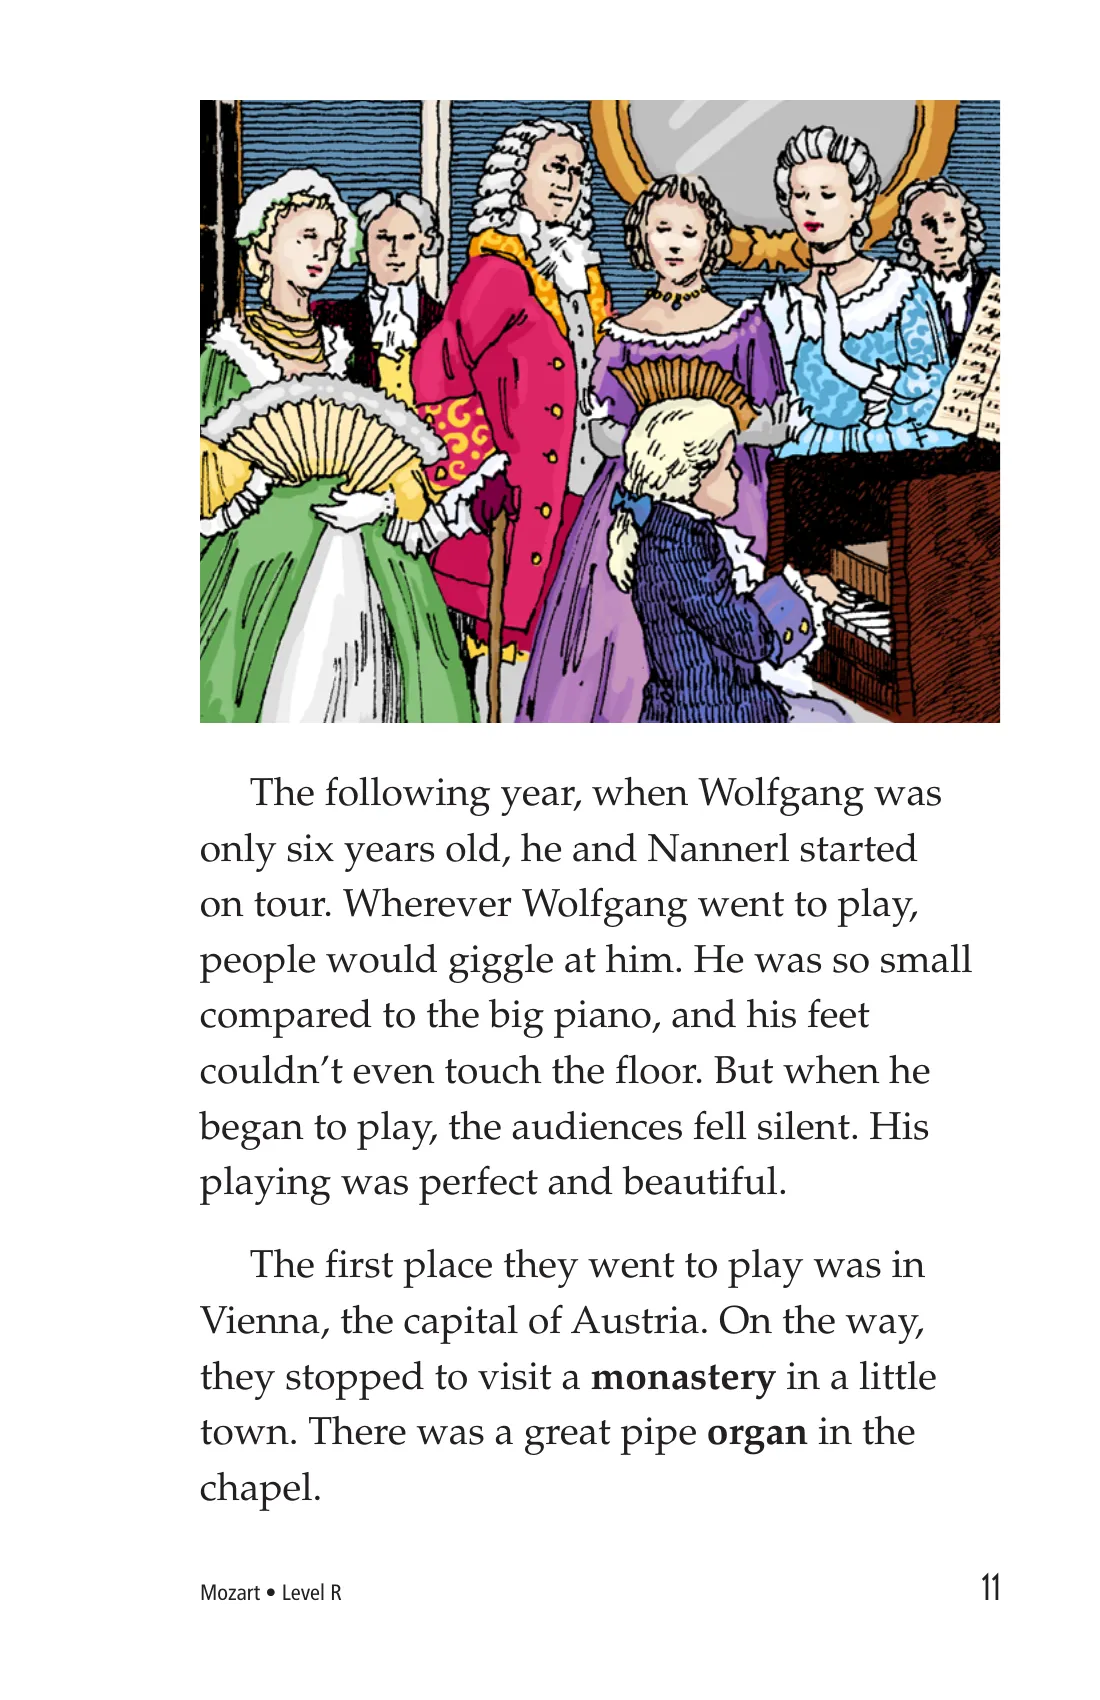 The following year, when Wolfgang was
only six years old, he and Nannerl started
on tour. Wherever Wolfgang went to play,
people would giggle at him. He was so small
compared to the big piano, and his feet
couldn’t even touch the floor. But when he
began to play, the audiences fell silent. His
playing was perfect and beautiful.
The first place they went to play was in
Vienna, the capital of Austria. On the way,
they stopped to visit a monastery in a little
town. There was a great pipe organ in the
chapel.
Mozart • Level R
11